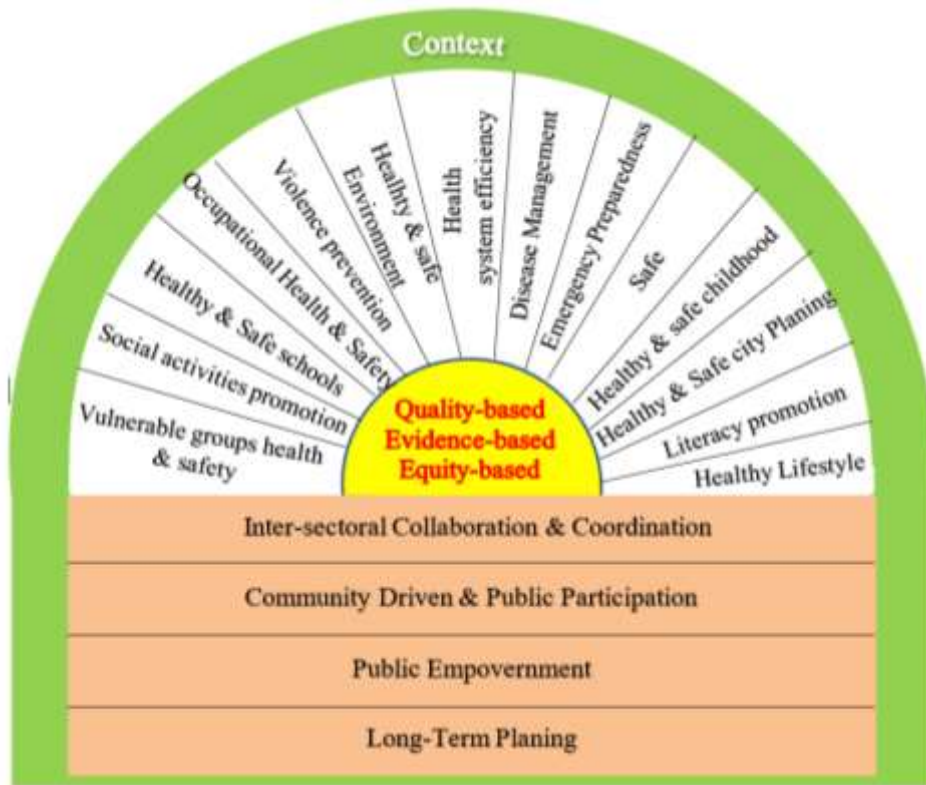 Context
Vulnerable groups health
& safety
Social activities promotion
Healthy & Safe schools
Occupational Health & Safety
Violence prevention
Healhty & safe
Environment
Health
system efficiency
Disease Management
Emergency Preparedness
Safe
Healthy & safe childhood
Healthy & Safe city Planing
Literacy promotion
Healthy Lifestyle
Quality-based
Evidence-based
Equity-based
Inter-sectoral Collaboration & Coordination
Community Driven & Public Participation
Public Empovernment
Long-Term Planing